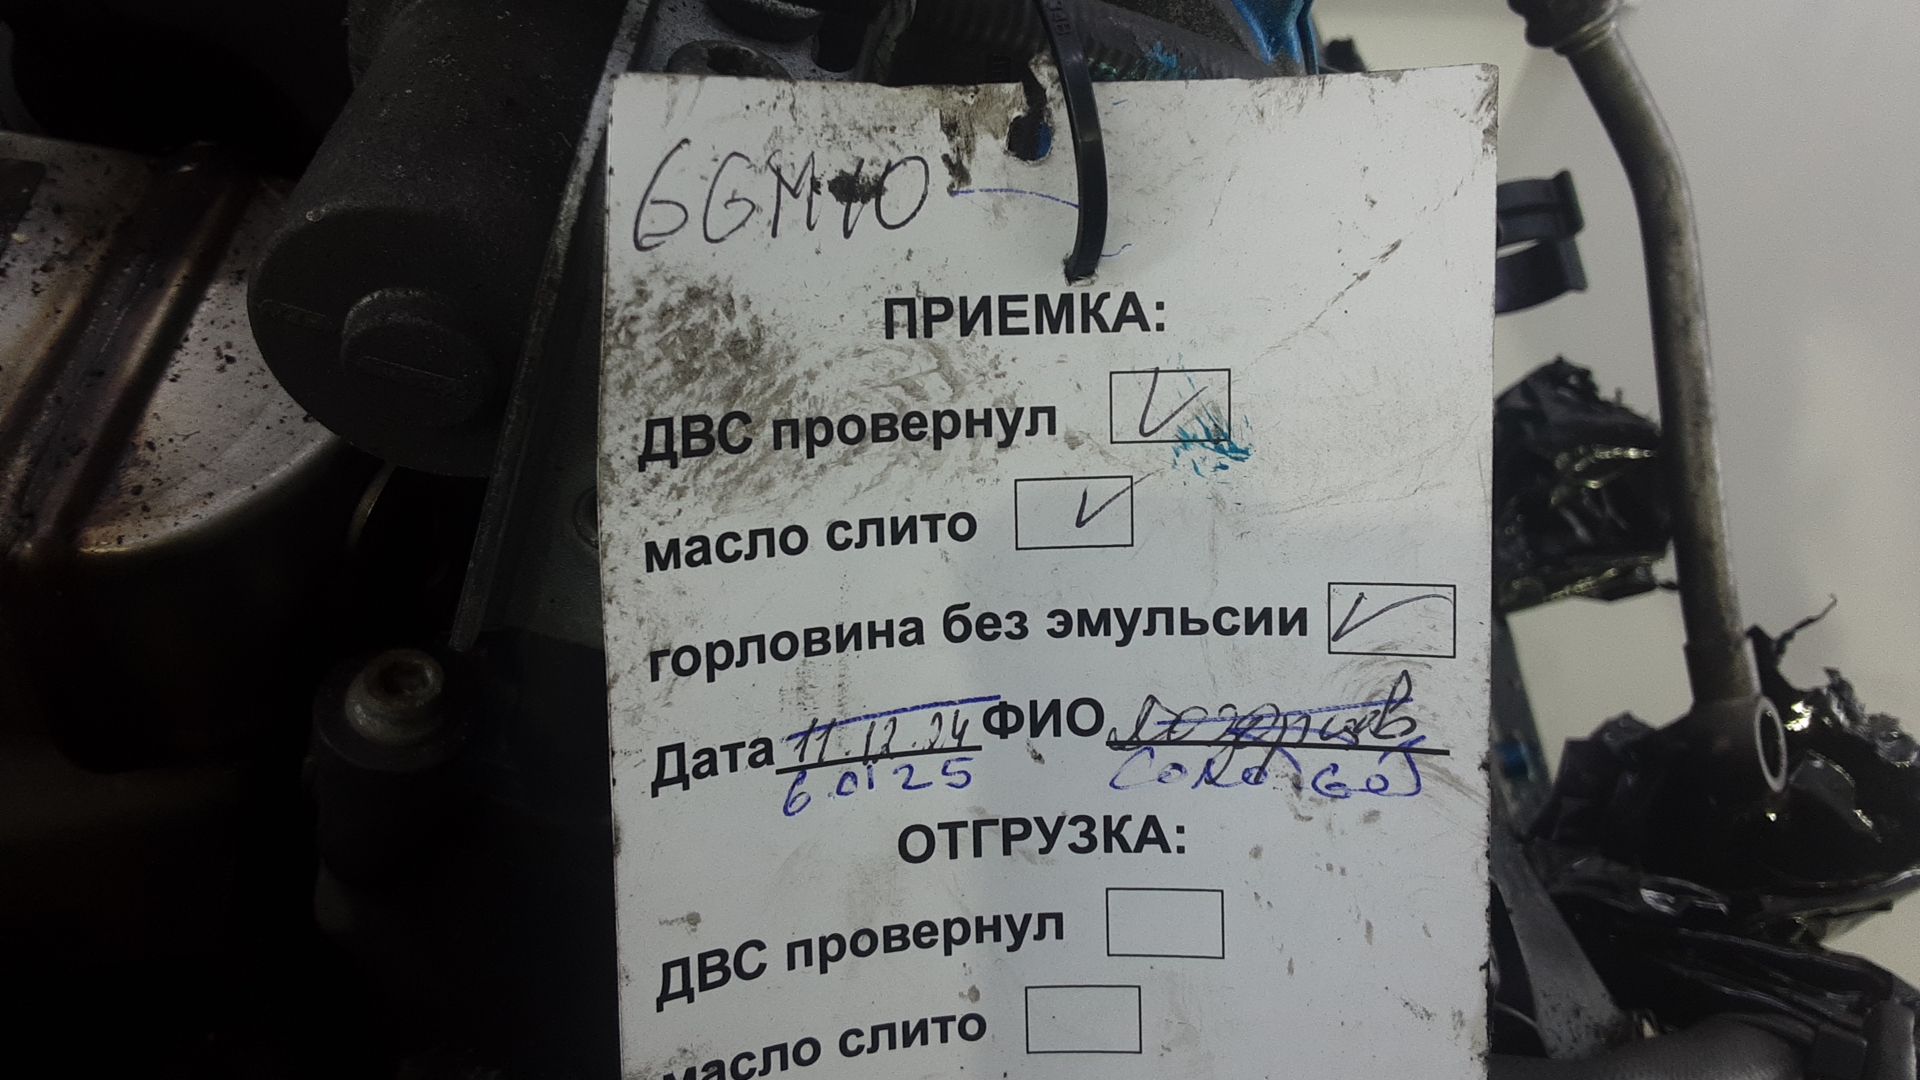 6GM10
ПРИЕМКА:
ДВС провернул
масло слито
горловина без эмульсии
Дата 11.12.24 ФИО
6.01 25
ОТГРУЗКА:
ДВС провернул
масло слито